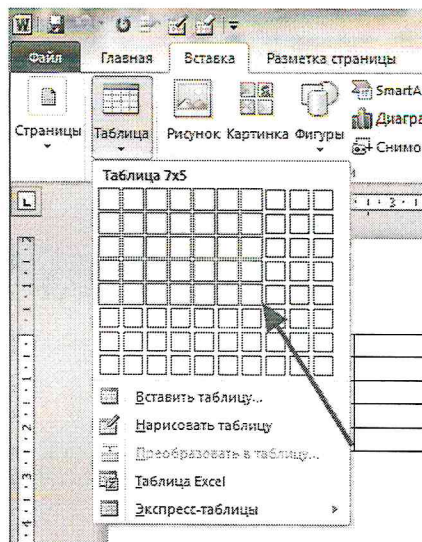 W
Файл Главная Вставка Разметка страницы
Страницы Таблица Рисунок Картинка Фигуры
SmartA
Диагра
Снимо
и
Таблица 7x5
Вставить таблицу...
Нарисовать таблицу
Преобразовать в таблицу...
Таблица Excel
Экспресс-таблицы